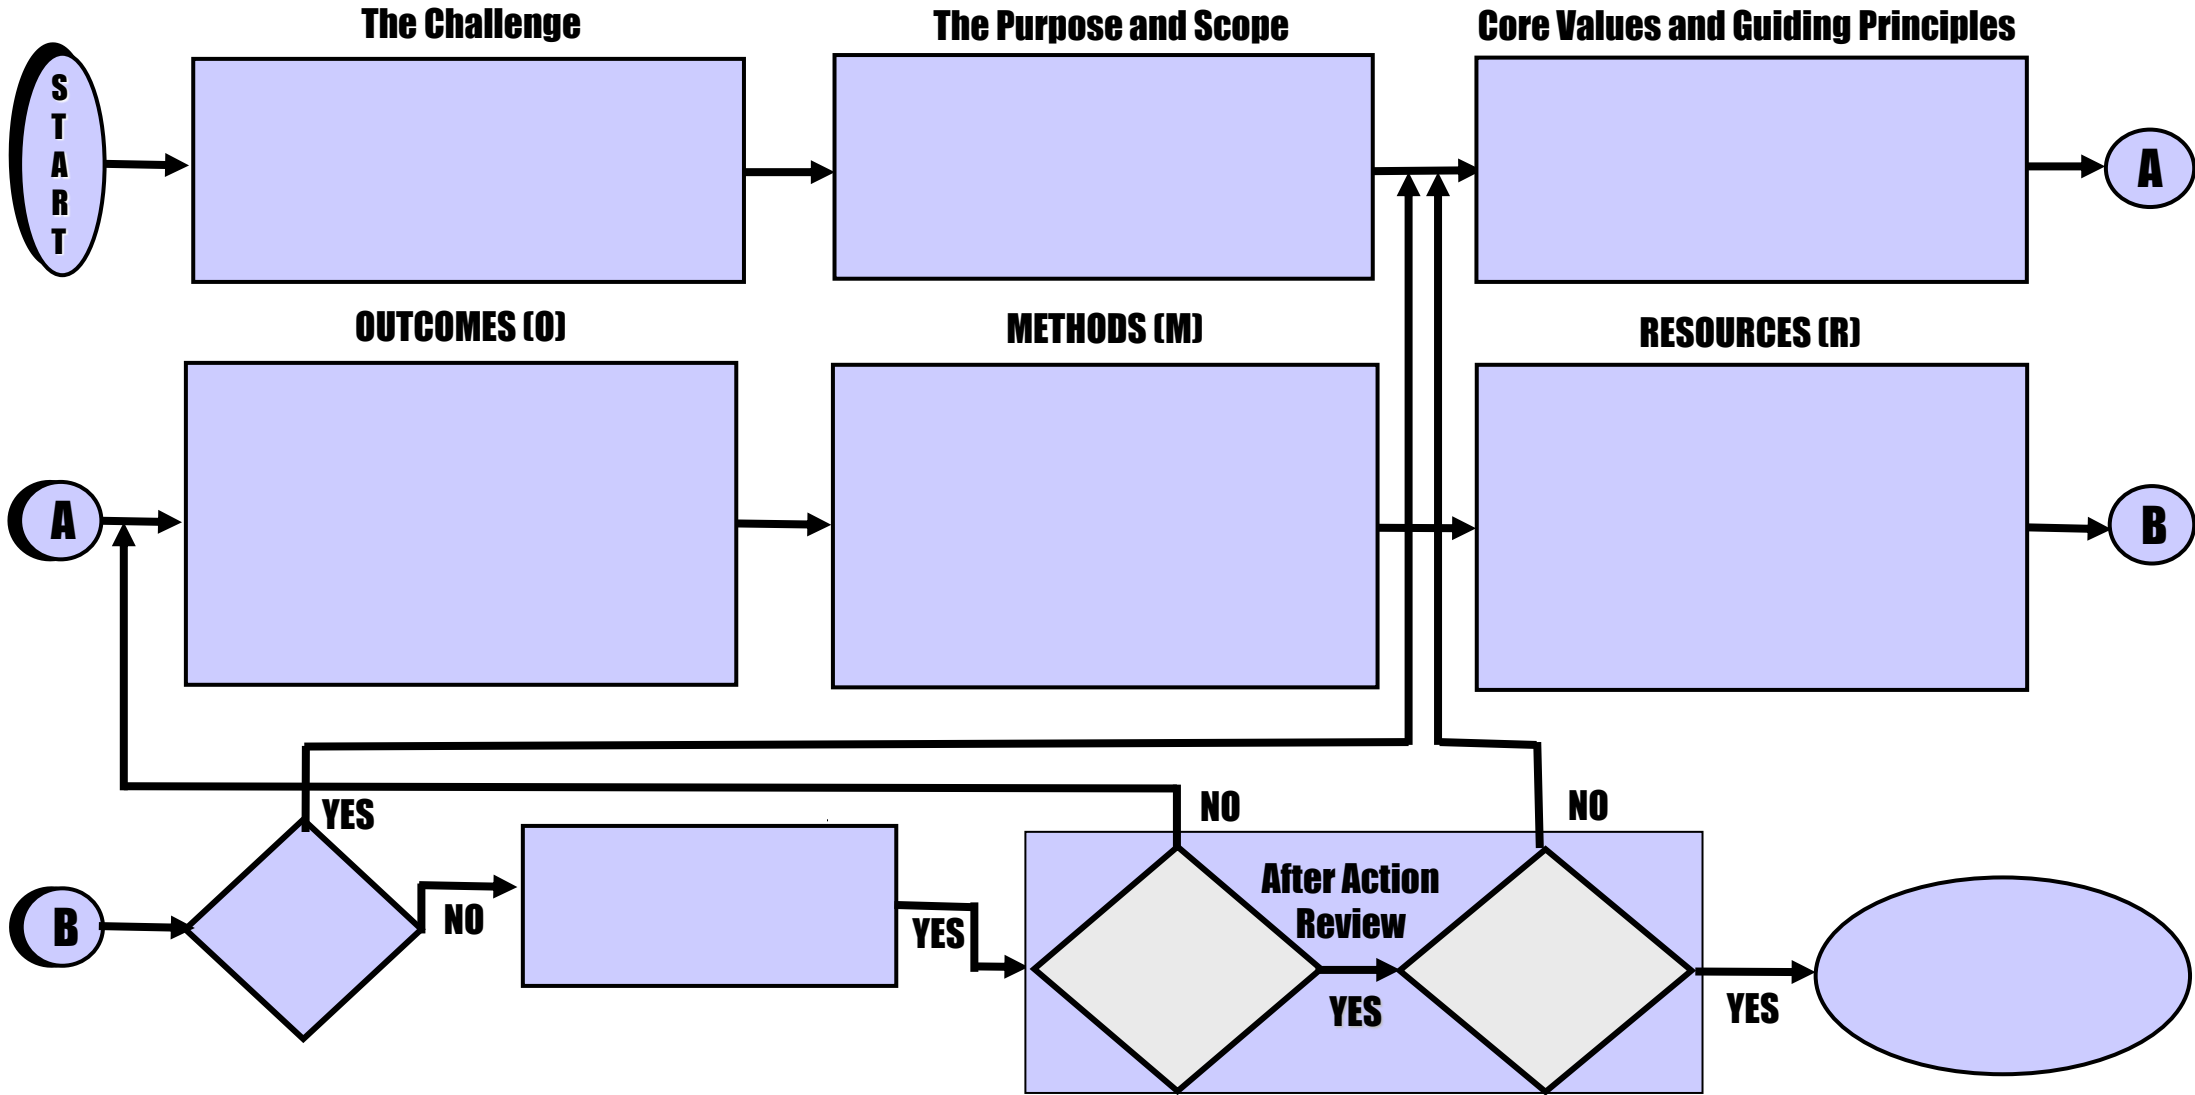 The Challenge
The Purpose and Scope
Core Values and Guiding Principles
START
A
OUTCOMES (O)
METHODS (M)
RESOURCES (R)
A
B
YES
NO
NO
After Action
Review
B
NO
YES
YES
YES